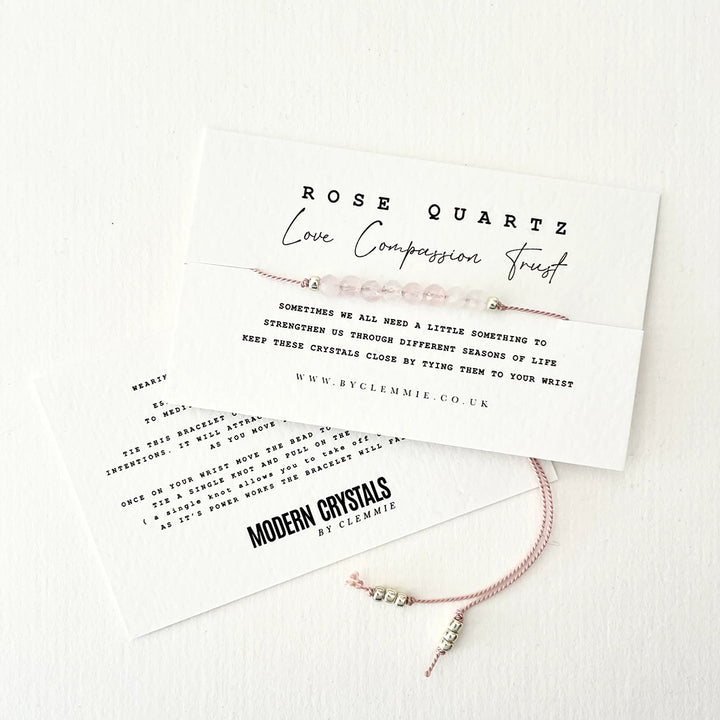 ROSE QUARTZ
Love Compassion Trust
SOMETIMES WE ALL NEED A LITTLE SOMETHING TO
STRENGTHEN US THROUGH DIFFERENT SEASONS OF LIFE
KEEP THESE CRYSTALS CLOSE BY TYING THEM TO YOUR WRIST
WWW.BYCLEMMIE.CO.UK
TO
TIE THIS BRACELET
INTENTIONS. IT WILL
AS YOU MOVE
ONCE ON YOUR WRIST MOVE THE BEAD TO
TIE A SINGLE KNOT AND PULL ON THE
( a single knot allows you to take off
AS IT'S POWER WORKS THE BRACELET WILL
MODERN CRYSTALS
BY CLEMMIE